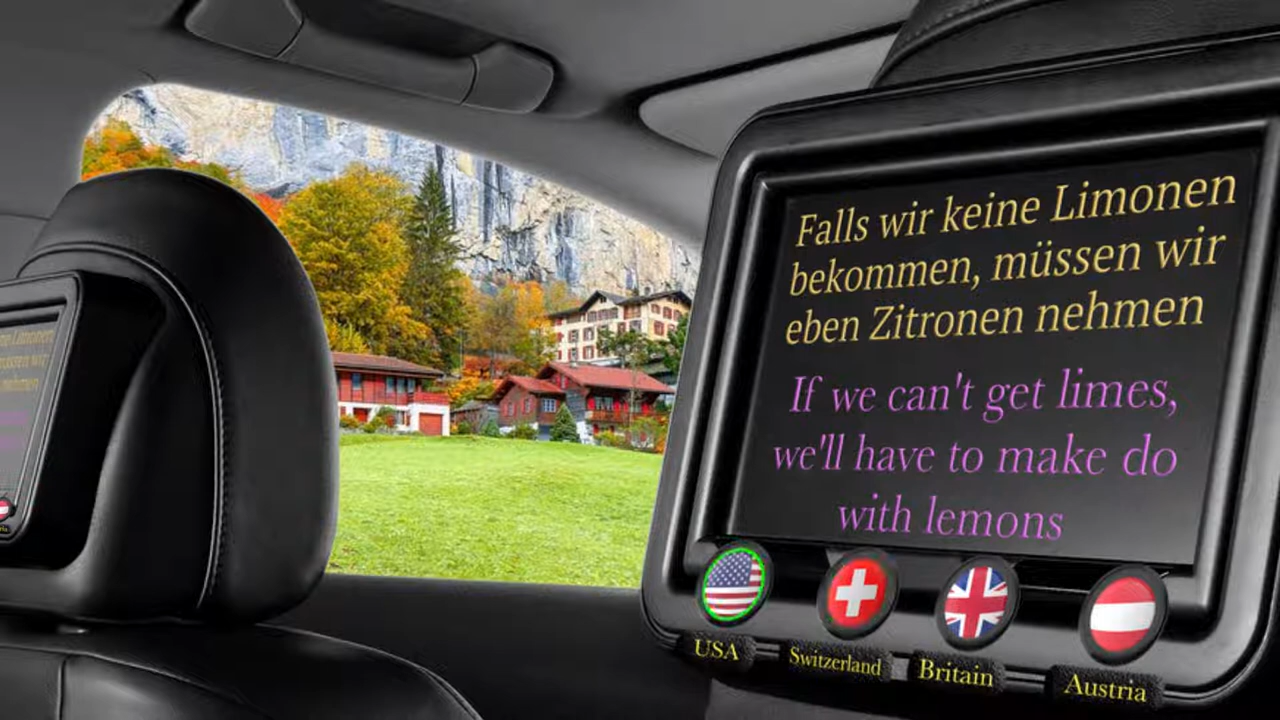 Falls wir keine Limonen
bekommen, müssen wir
eben Zitronen nehmen
If we can't get limes,
we'll have to make do
with lemons
USA
Switzerland
Britain
Austria